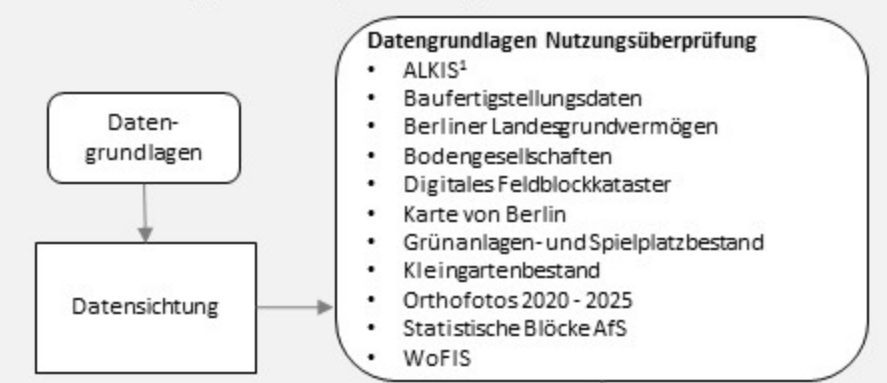 Daten-
grundlagen
Datensichtung
Datengrundlagen Nutzungsüberprüfung
• ALKIS¹
• Baufertigstellungsdaten
• Berliner Landesgrundvermögen
• Bodengesellschaften
• Digitales Feldblockkataster
• Karte von Berlin
• Grünanlagen- und Spielplatzbestand
• Kleingartenbestand
• Orthofotos 2020 - 2025
• Statistische Blöcke AfS
• WoFIS